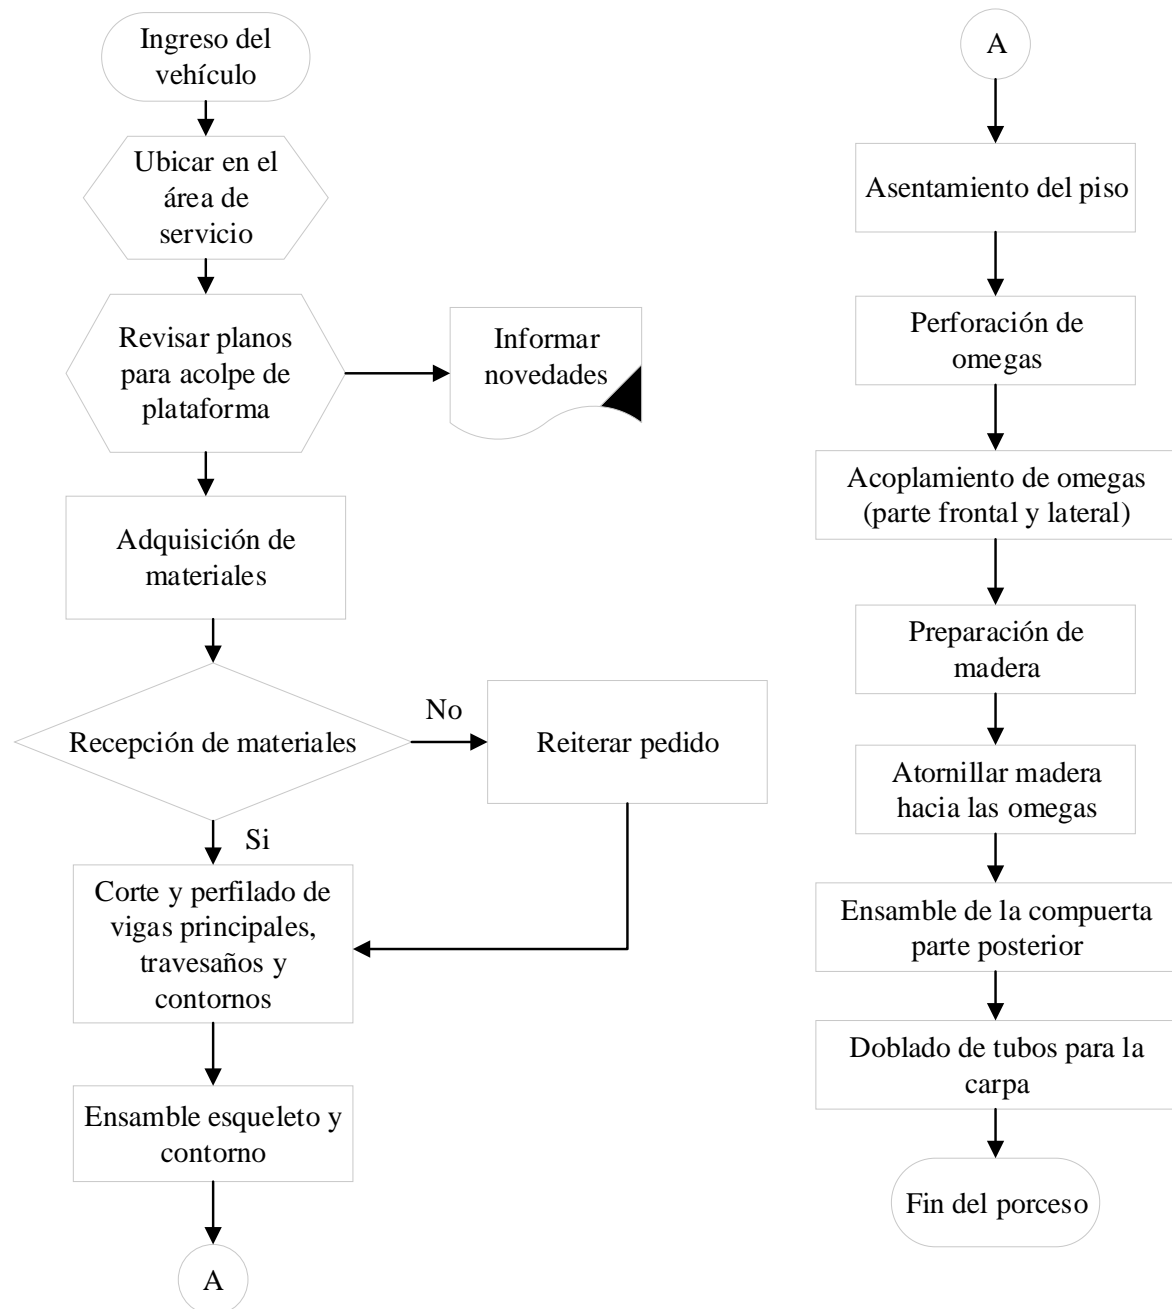 Ingreso del
vehículo
Ubicar en el
área de
servicio
Revisar planos
para acolpe de
plataforma
Informar
novedades
Adquisición de
materiales
Recepción de materiales
No
Reiterar pedido
Si
Corte y perfilado de
vigas principales,
travesaños y
contornos
Ensamble esqueleto y
contorno
A
A
Asentamiento del piso
Perforación de
omegas
Acoplamiento de omegas
(parte frontal y lateral)
Preparación de
madera
Atornillar madera
hacia las omegas
Ensamble de la compuerta
parte posterior
Doblado de tubos para la
carpa
Fin del porceso